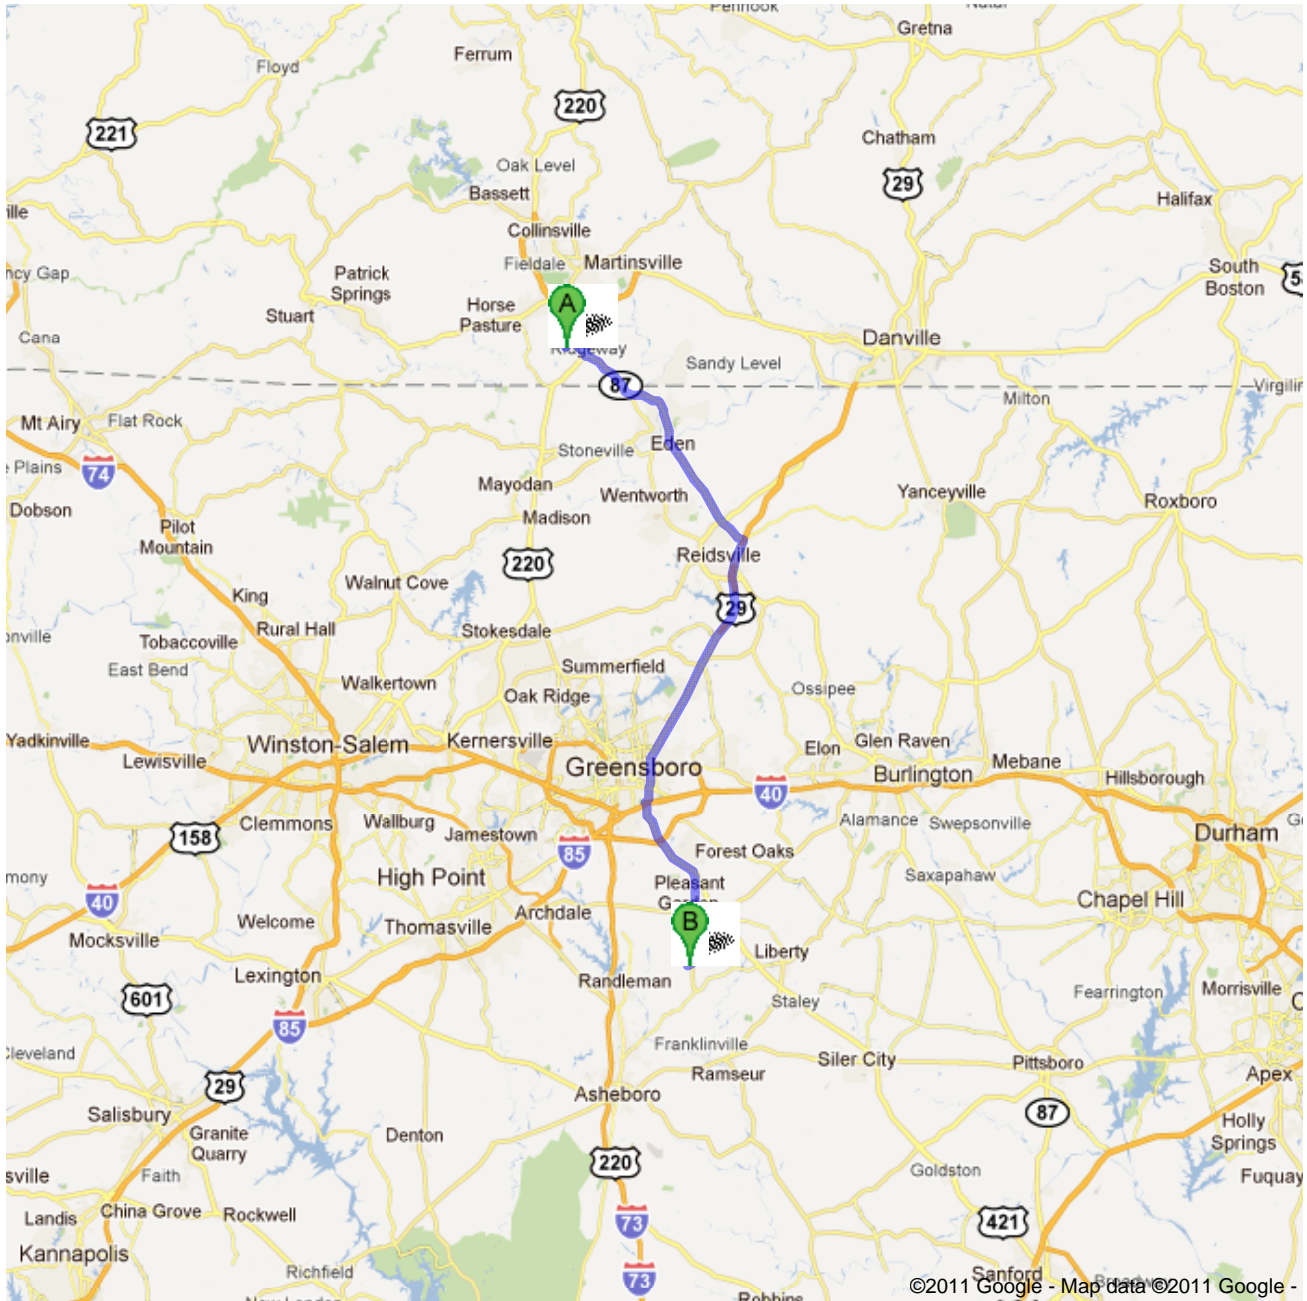 Gretna
Ferrum
Floyd
220
221
Chatham
Oak Level
29
Bassett
Halifax
Collinsville
Fieldale
Martinsville
Patrick
Springs
South
Boston
Horse
Pasture
A
Stuart
Cana
Danville
Ridgeway
Sandy Level
87
Milton
Mt Airy
Flat Rock
Stoneville
Eden
74
Mayodan
Wentworth
Yanceyville
Roxboro
Dobson
Madison
Pilot
Mountain
Reidsville
220
Walnut Cove
King
29
Rural Hall
Stokesdale
Tobaccoville
East Bend
Summerfield
Walkertown
Oak Ridge
Ossipee
Yadkinville
Winston-Salem
Kernersville
Elon
Glen Raven
Lewisville
Greensboro
Burlington
Mebane
Hillsborough
40
Clemmons
Wallburg
Jamestown
Alamance
Swepsonville
Durham
158
85
Forest Oaks
High Point
Pleasant
Garden
Saxapahaw
40
Chapel Hill
Welcome
Archdale
Thomasville
B
Mocksville
Liberty
Lexington
Randleman
601
Staley
Fearrington
Morrisville
85
Franklinville
Siler City
Pittsboro
Cleveland
Ramseur
Apex
29
Asheboro
Salisbury
87
Granite
Quarry
Denton
Holly
Springs
220
Faith
Goldston
Fuquay
China Grove
Rockwell
Landis
73
421
Kannapolis
Richfield
73
Sanford
Broadway
©2011 Google - Map data ©2011 Google -